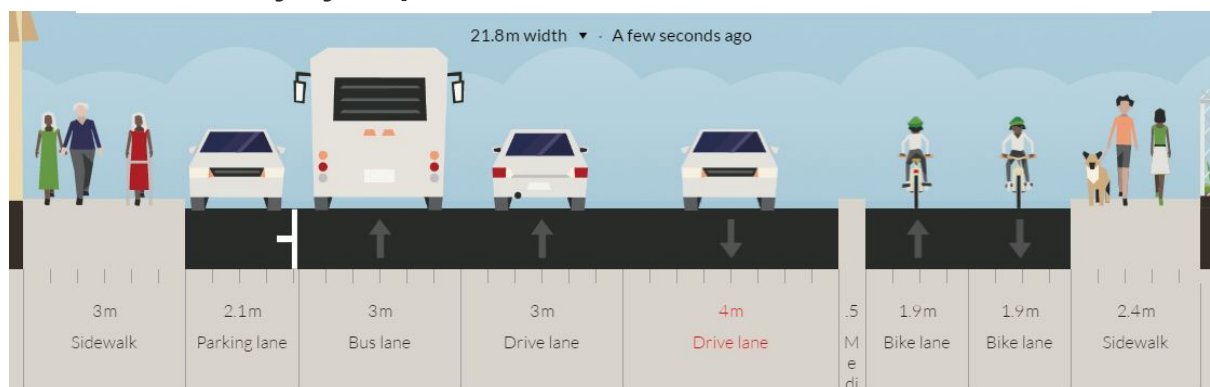 21.8m width ▾ · A few seconds ago
3m
Sidewalk
2.1m
Parking lane
3m
Bus lane
3m
Drive lane
4m
Drive lane
.5
M
e
di
1.9m
Bike lane
1.9m
Bike lane
2.4m
Sidewalk